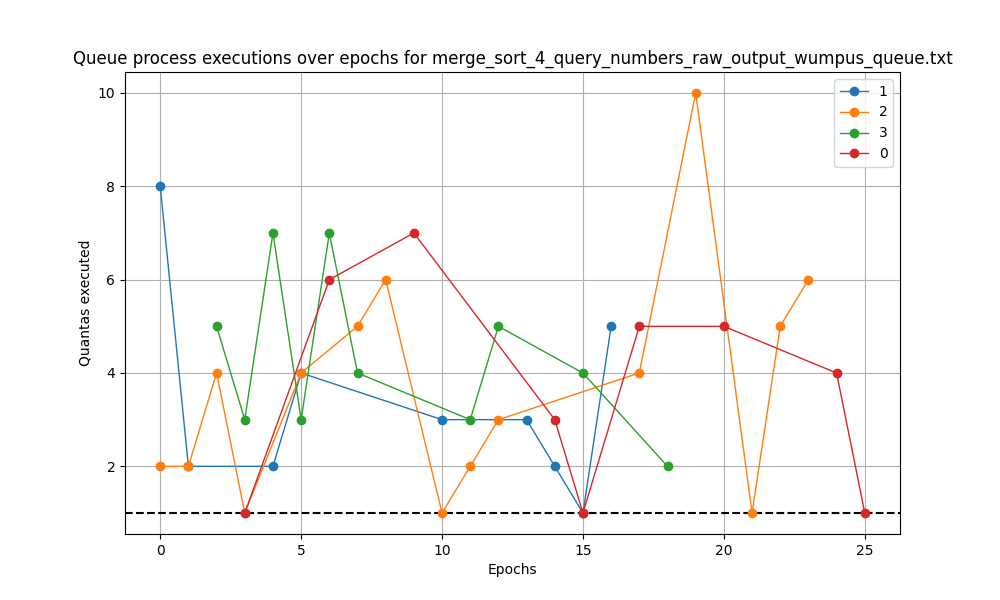 Queue process executions over epochs for merge_sort_4_query_numbers_raw_output_wumpus_queue.txt
10
8
6
4
2
Quantas executed
1
2
3
0
0 5 10 15 20 25
Epochs